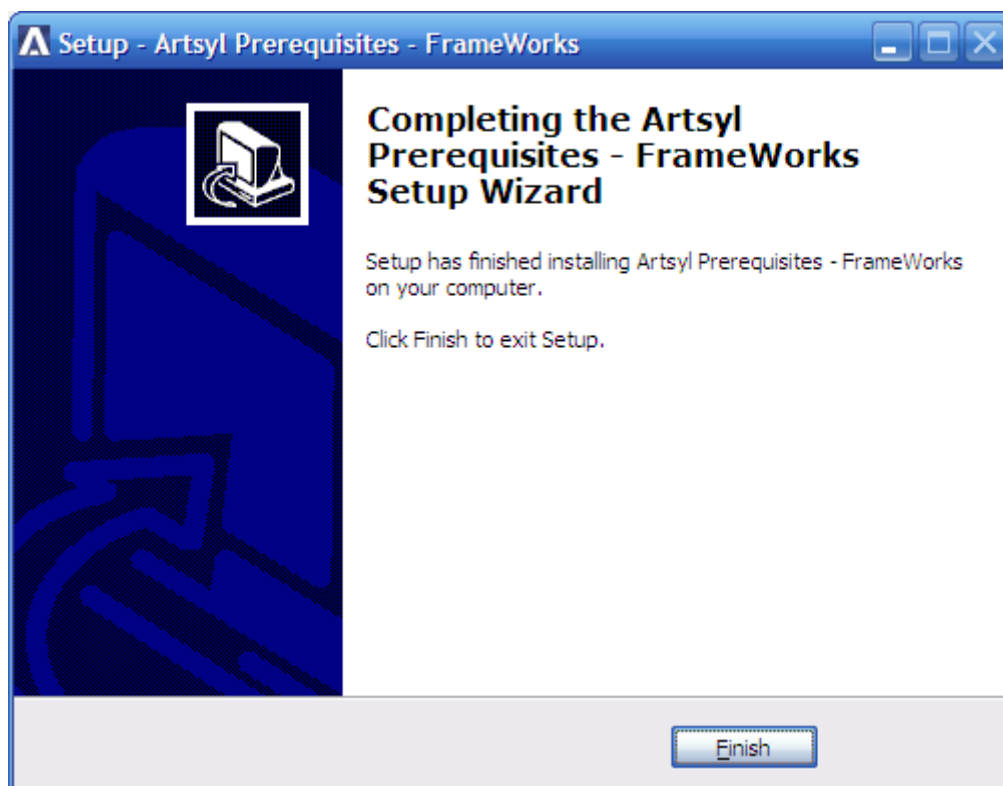 Setup - Artsyl Prerequisites - FrameWorks
Completing the Artsyl
Prerequisites - FrameWorks
Setup Wizard
Setup has finished installing Artsyl Prerequisites - FrameWorks
on your computer.
Click Finish to exit Setup.
Finish